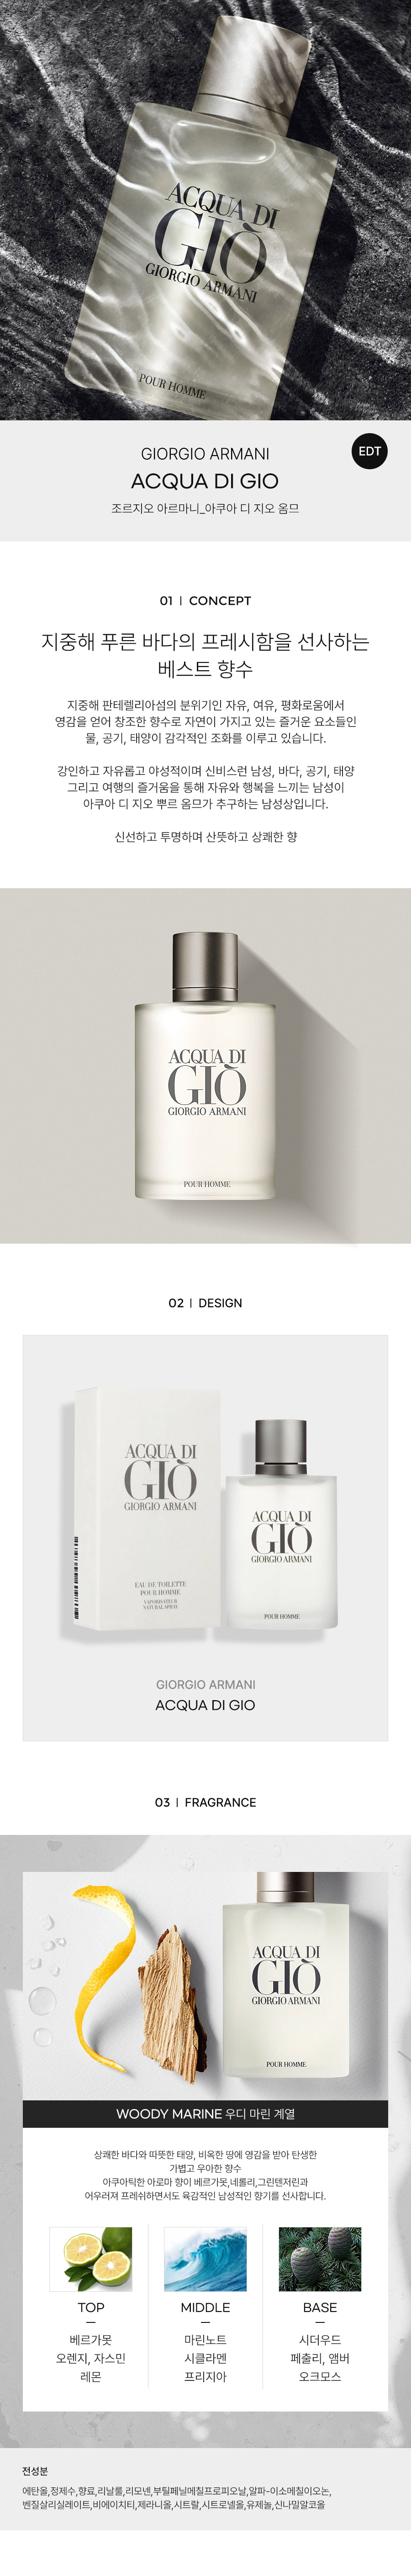 ACQUA DI
GIÒ
GIORGIO ARMANI
POUR HOMME
EDT
GIORGIO ARMANI
ACQUA DI GIO
조르지오 아르마니_아쿠아 디 지오 옴므
01 | CONCEPT
지중해 푸른 바다의 프레시함을 선사하는
베스트 향수
지중해 판테렐리아섬의 분위기인 자유, 여유, 평화로움에서
영감을 얻어 창조한 향수로 자연이 가지고 있는 즐거운 요소들인
물, 공기, 태양이 감각적인 조화를 이루고 있습니다.
강인하고 자유롭고 야성적이며 신비스런 남성, 바다, 공기, 태양
그리고 여행의 즐거움을 통해 자유와 행복을 느끼는 남성이
아쿠아 디 지오 뿌르 옴므가 추구하는 남성상입니다.
신선하고 투명하며 산뜻하고 상쾌한 향
ACQUA DI
GIÒ
GIORGIO ARMANI
POUR HOMME
02 | DESIGN
ACQUA DI
GIÒ
GIORGIO ARMANI
EAU DE TOILETTE
POUR HOMME
VAPORISATEUR
NATURAL SPRAY
ACQUA DI
GIÒ
GIORGIO ARMANI
POUR HOMME
GIORGIO ARMANI
ACQUA DI GIO
03 | FRAGRANCE
ACQUA DI
GIÒ
GIORGIO ARMANI
POUR HOMME
WOODY MARINE 우디 마린 계열
상쾌한 바다와 따뜻한 태양, 비옥한 땅에 영감을 받아 탄생한
가볍고 우아한 향수
아쿠아틱한 아로마 향이 베르가못,네롤리,그린텐저린과
어우러져 프레쉬하면서도 육감적인 남성적인 향기를 선사합니다.
TOP
베르가못
오렌지, 자스민
레몬
MIDDLE
마린노트
시클라멘
프리지아
BASE
시더우드
페출리, 앰버
오크모스
전성분
에탄올,정제수,향료,리날룰,리모넨,부틸페닐메칠프로피오날,알파-이소메칠이오논,
벤질살리실레이트,비에이치티,제라니올,시트랄,시트로넬올,유제놀,신나밀알코올